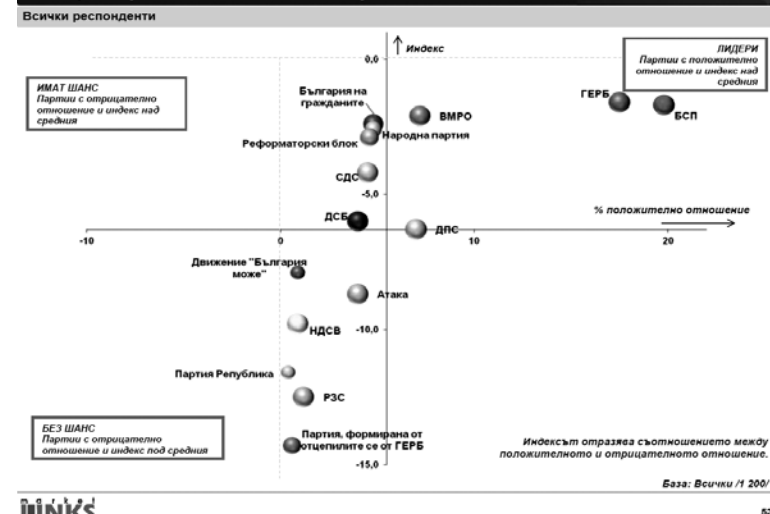 Всички респонденти
Индекс
0,0
ЛИДЕРИ
Партии с положително
отношение и индекс над
средния
ИМАТ ШАНС
Партии с отрицателно
отношение и индекс над
средния
България на
гражданите
ГЕРБ
БСП
ВМРО
Народна партия
Реформаторски блок
СДС
-5,0
% положително отношение
ДСБ
ДПС
-10
0
10
20
Движение "България
може"
Атака
НДСВ
-10,0
Партия Република
РЗС
БЕЗ ШАНС
Партии с отрицателно
отношение и индекс под средния
Партия, формирана от
отцепилите се от ГЕРБ
-15,0
Индексът отразява съотношението между
положителното и отрицателното отношение.
База: Всички /1 200/
market
LINKS